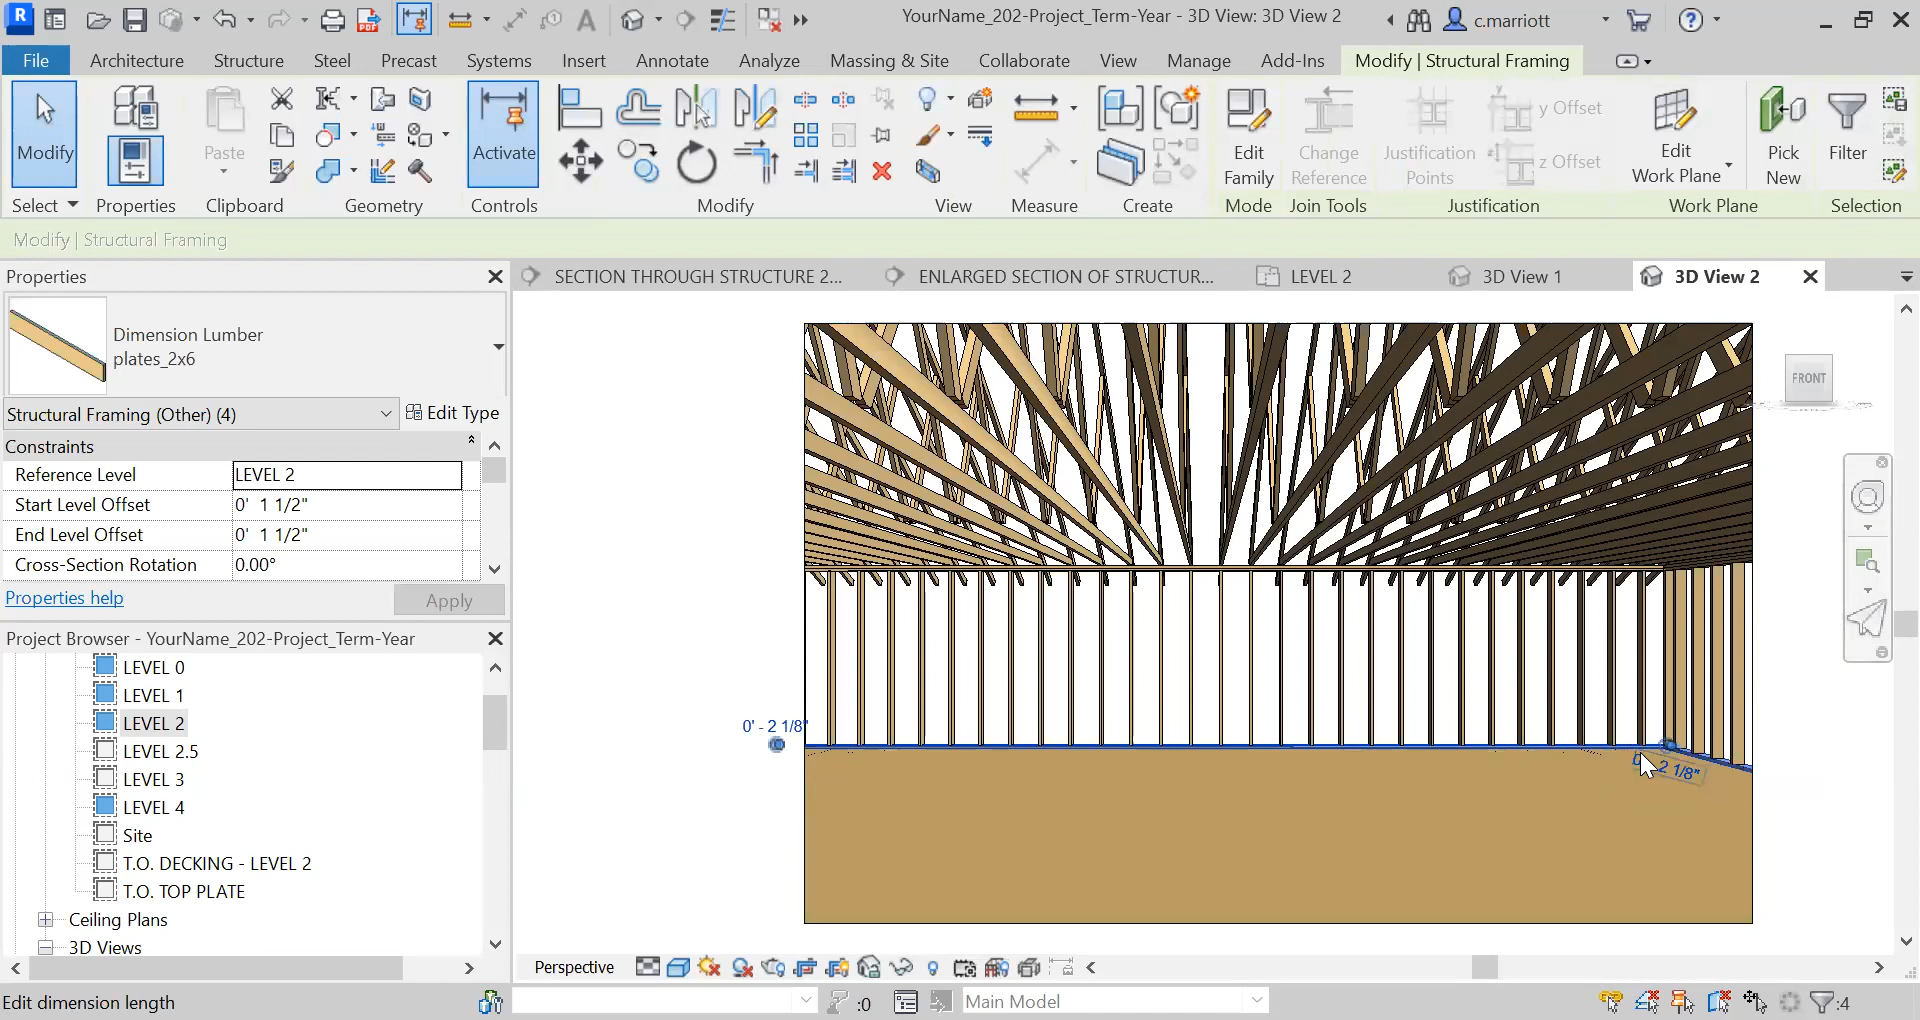 YourName_202-Project_Term-Year - 3D View: 3D View 2
c.marriott
File Architecture Structure Steel Precast Systems Insert Annotate Analyze Massing & Site Collaborate View Manage Add-Ins Modify | Structural Framing
Modify
Paste
Activate
Edit Family
Change Reference
Justification Points
y Offset
z Offset
Edit Work Plane
Pick New
Filter
Select Properties Clipboard Geometry Controls Modify View Measure Create Mode Join Tools Justification Work Plane Selection
Modify | Structural Framing
Properties
SECTION THROUGH STRUCTURE 2... ENLARGED SECTION OF STRUCTUR... LEVEL 2 3D View 1 3D View 2
Dimension Lumber
plates_2x6
Structural Framing (Other) (4)
Edit Type
Constraints
Reference Level LEVEL 2
Start Level Offset 0' 1 1/2"
End Level Offset 0' 1 1/2"
Cross-Section Rotation 0.00°
Properties help
Apply
Project Browser - YourName_202-Project_Term-Year
LEVEL 0
LEVEL 1
LEVEL 2
LEVEL 2.5
LEVEL 3
LEVEL 4
Site
T.O. DECKING - LEVEL 2
T.O. TOP PLATE
Ceiling Plans
3D Views
FRONT
0' - 2 1/8"
2 1/8"
Perspective
Edit dimension length
:0
Main Model
:4